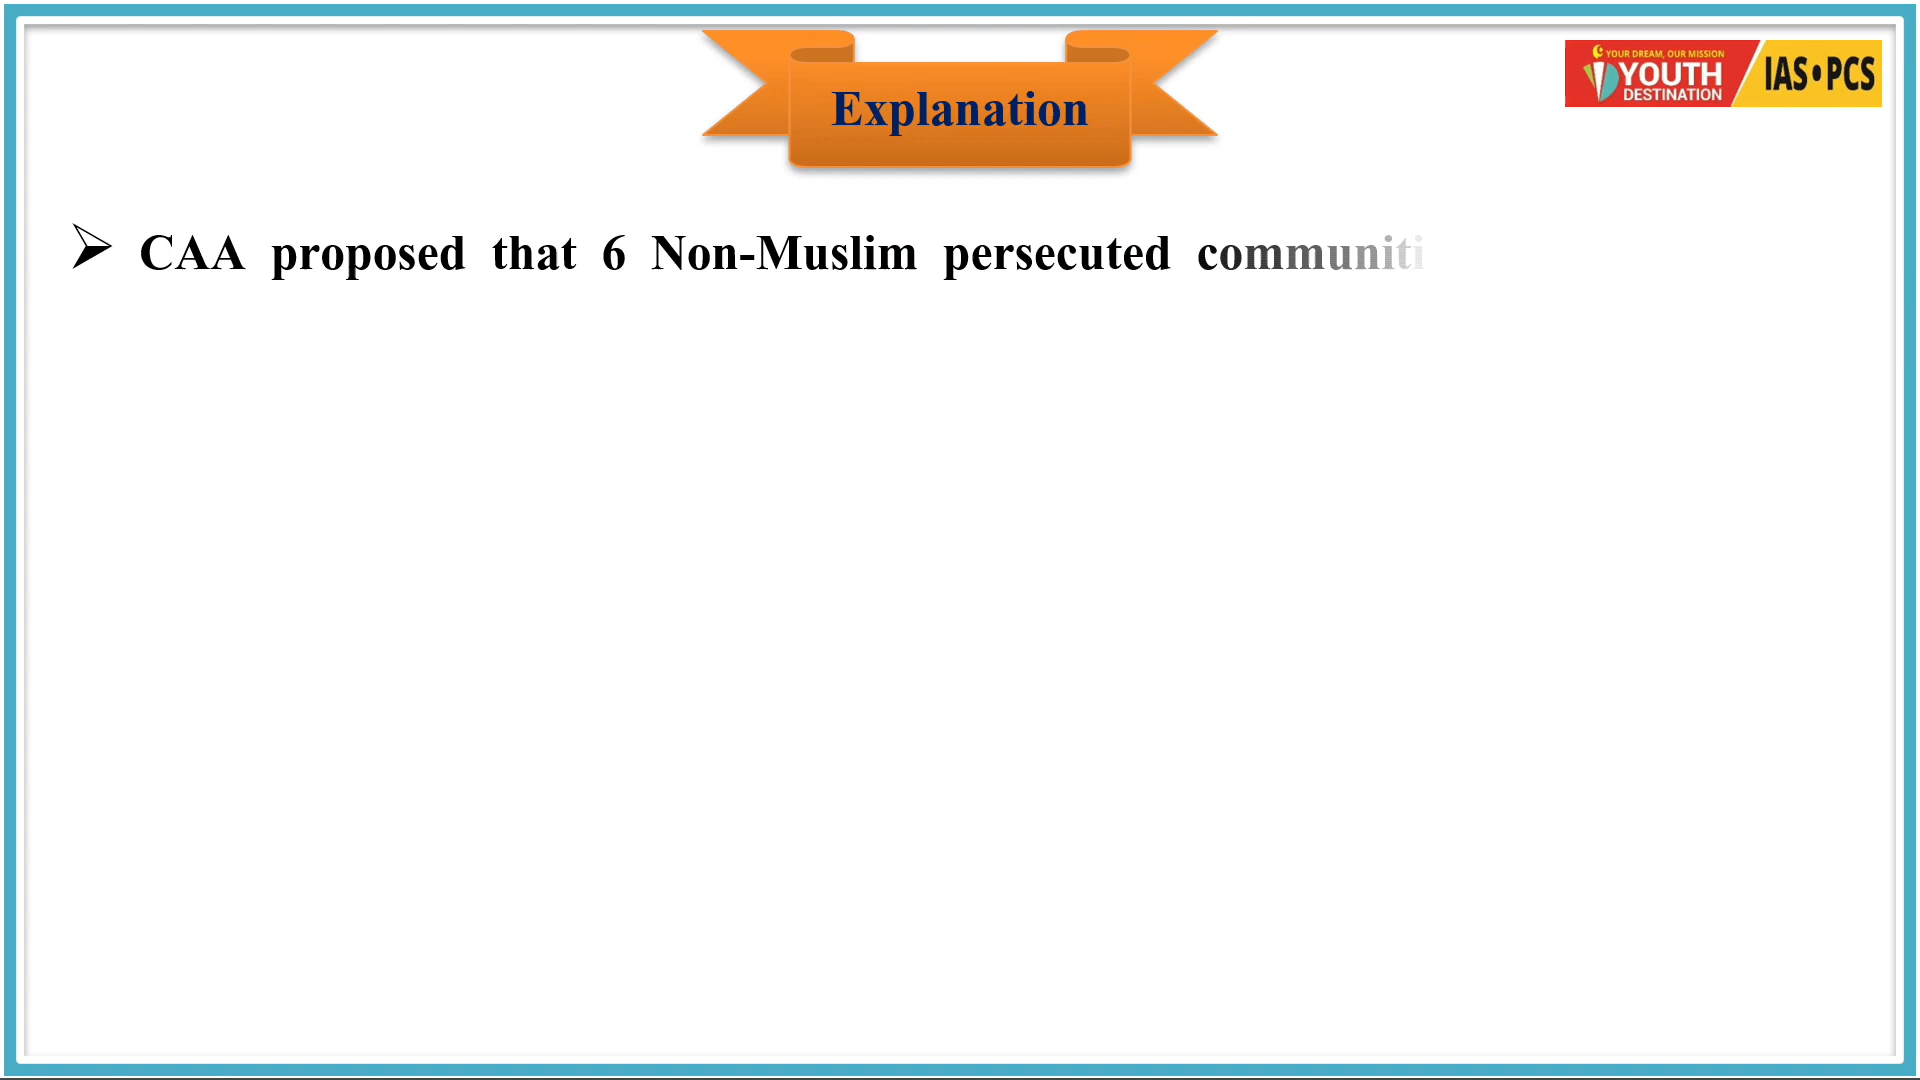 Explanation
YOUR DREAM, OUR MISSION
YOUTH
DESTINATION
IAS•PCS
➢ CAA proposed that 6 Non-Muslim persecuted communiti